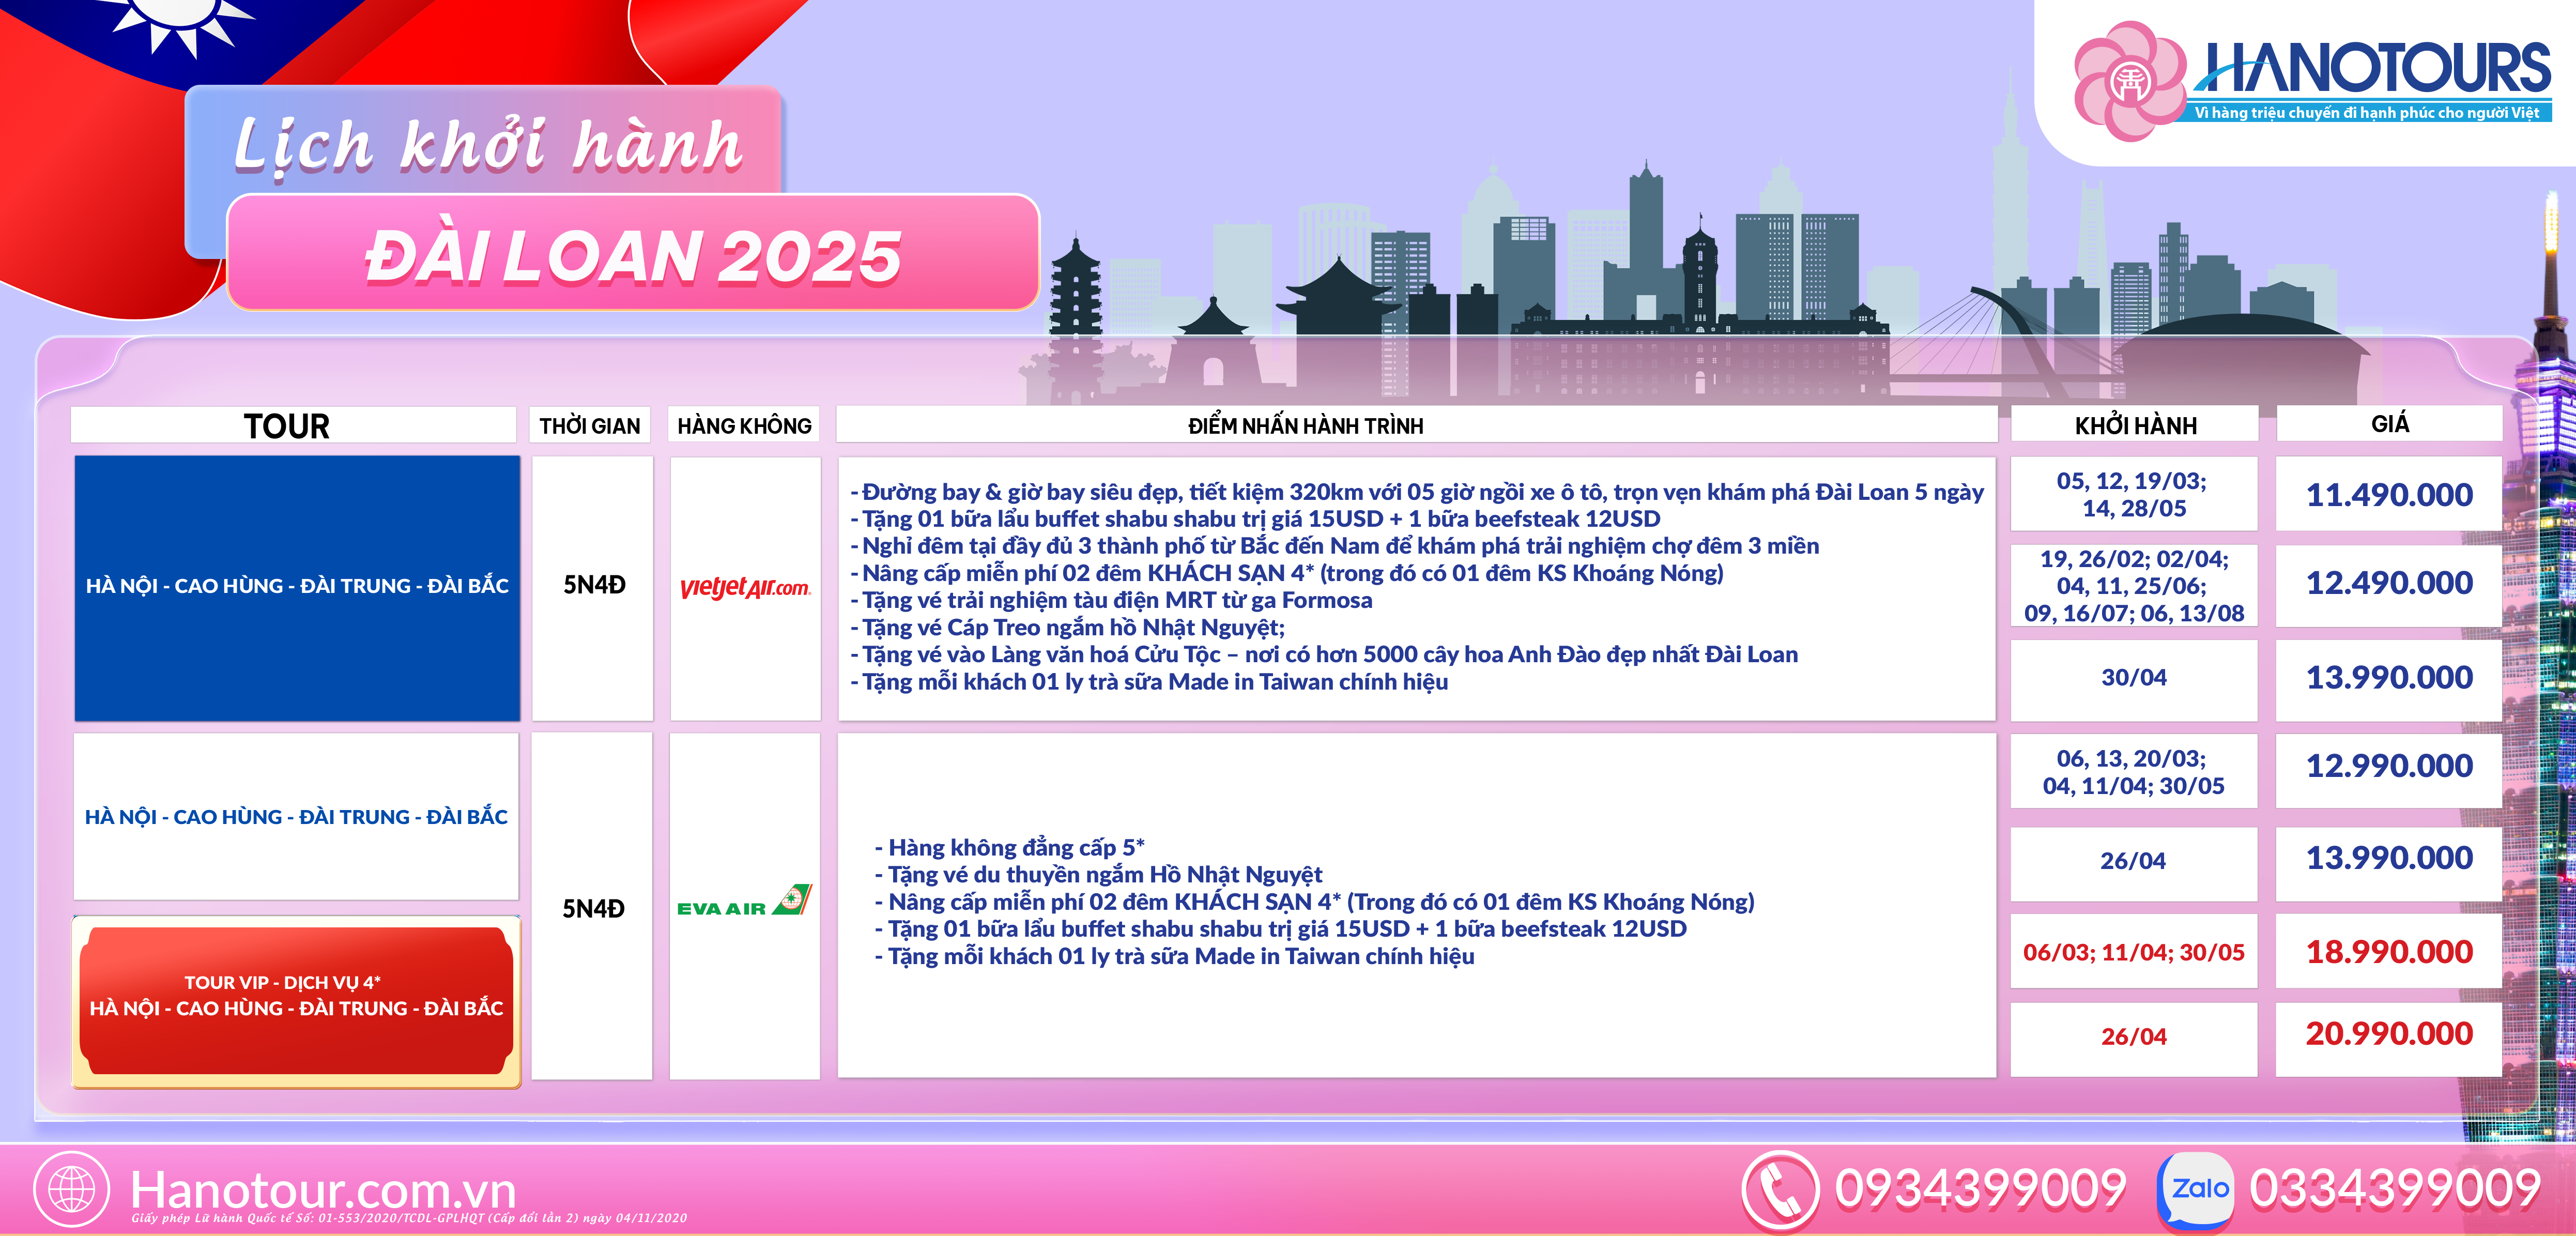 HANOTOURS
Vì hàng triệu chuyến đi hạnh phúc cho người Việt
Lịch khởi hành
ĐÀI LOAN 2025
TOUR
THỜI GIAN
HÀNG KHÔNG
ĐIỂM NHẤN HÀNH TRÌNH
KHỞI HÀNH
GIÁ
HÀ NỘI - CAO HÙNG - ĐÀI TRUNG - ĐÀI BẮC
5N4Đ
vietjetAir.com
- Đường bay & giờ bay siêu đẹp, tiết kiệm 320km với 05 giờ ngồi xe ô tô, trọn vẹn khám phá Đài Loan 5 ngày
- Tặng 01 bữa lẩu buffet shabu shabu trị giá 15USD + 1 bữa beefsteak 12USD
- Nghỉ đêm tại đầy đủ 3 thành phố từ Bắc đến Nam để khám phá trải nghiệm chợ đêm 3 miền
- Nâng cấp miễn phí 02 đêm KHÁCH SẠN 4* (trong đó có 01 đêm KS Khoáng Nóng)
- Tặng vé trải nghiệm tàu điện MRT từ ga Formosa
- Tặng vé Cáp Treo ngắm hồ Nhật Nguyệt;
- Tặng vé vào Làng văn hoá Cửu Tộc – nơi có hơn 5000 cây hoa Anh Đào đẹp nhất Đài Loan
- Tặng mỗi khách 01 ly trà sữa Made in Taiwan chính hiệu
05, 12, 19/03;
14, 28/05
11.490.000
19, 26/02; 02/04;
04, 11, 25/06;
09, 16/07; 06, 13/08
12.490.000
30/04
13.990.000
HÀ NỘI - CAO HÙNG - ĐÀI TRUNG - ĐÀI BẮC
TOUR VIP - DỊCH VỤ 4*
HÀ NỘI - CAO HÙNG - ĐÀI TRUNG - ĐÀI BẮC
5N4Đ
EVA AIR
- Hàng không đẳng cấp 5*
- Tặng vé du thuyền ngắm Hồ Nhật Nguyệt
- Nâng cấp miễn phí 02 đêm KHÁCH SẠN 4* (Trong đó có 01 đêm KS Khoáng Nóng)
- Tặng 01 bữa lẩu buffet shabu shabu trị giá 15USD + 1 bữa beefsteak 12USD
- Tặng mỗi khách 01 ly trà sữa Made in Taiwan chính hiệu
06, 13, 20/03;
04, 11/04; 30/05
12.990.000
26/04
13.990.000
06/03; 11/04; 30/05
18.990.000
26/04
20.990.000
Hanotour.com.vn
Giấy phép Lữ hành Quốc tế Số: 01-553/2020/TCDL-GPLHQT (Cấp đổi lần 2) ngày 04/11/2020
0934399009
Zalo
0334399009